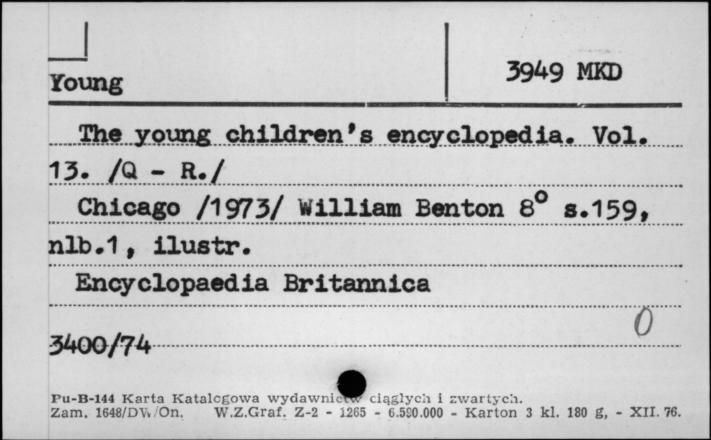 3949 MKD
Young
The young children's encyclopedia. Vol.
13. /Q - R./
Chicago /1973/ William Benton 8° s.159,
nlb.1, ilustr.
Encyclopaedia Britannica
0
3400/74
Pu-B-144 Karta Katalogowa wydawnictw ciągłych i zwartych.
Zam. 1648/DW/On. W.Z.Graf. Z-2 - 1265 - 6.590.000 - Karton 3 kl. 180 g, - XII. 76.